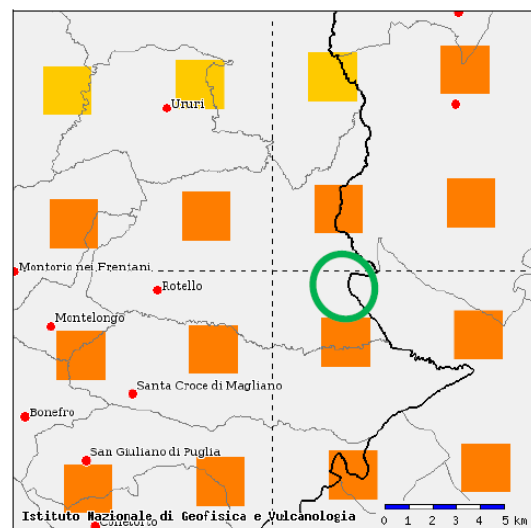 Ururi
Montorio nei Frentani
Rotello
Montelongo
Santa Croce di Magliano
Bonefro
San Giuliano di Puglia
Istituto Nazionale di Geofisica e Vulcanologia
Colletorto
0 1 2 3 4 5 km